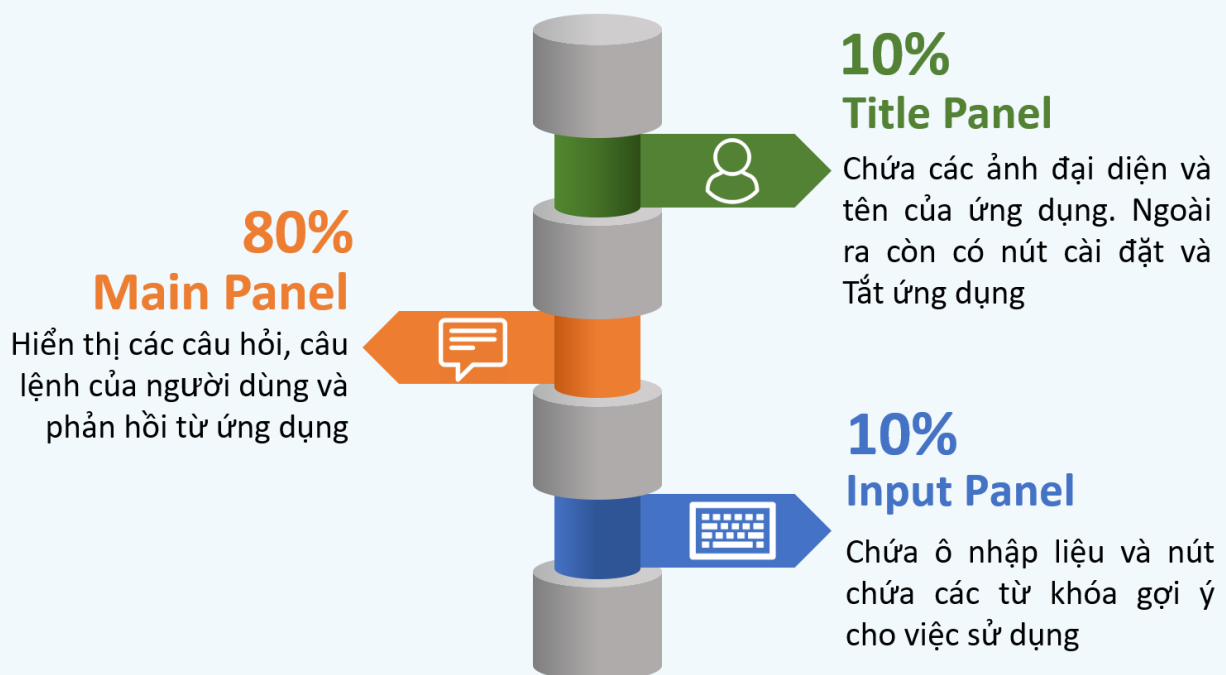 10%
Title Panel
Chứa các ảnh đại diện và
tên của ứng dụng. Ngoài
ra còn có nút cài đặt và
Tắt ứng dụng
80%
Main Panel
Hiển thị các câu hỏi, câu
lệnh của người dùng và
phản hồi từ ứng dụng
10%
Input Panel
Chứa ô nhập liệu và nút
chứa các từ khóa gợi ý
cho việc sử dụng